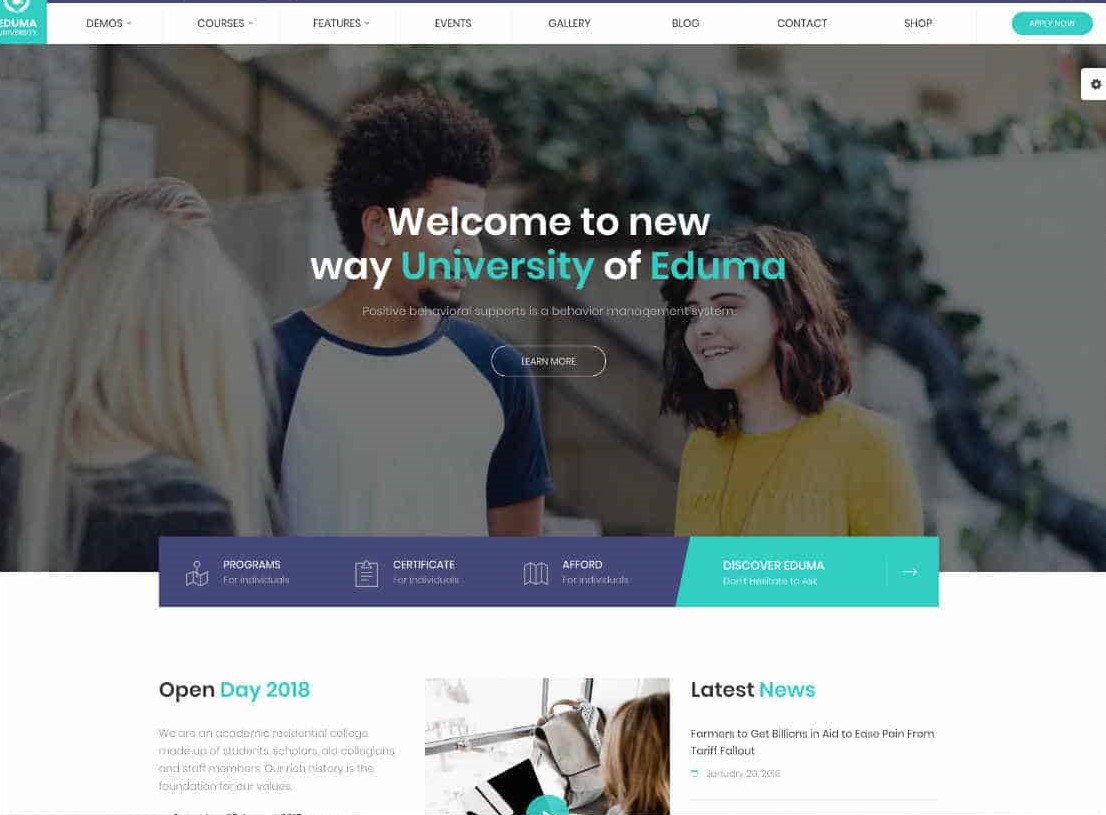 EDUMA
UNIVERSITY
DEMOS
COURSES
FEATURES
EVENTS
GALLERY
BLOG
CONTACT
SHOP
APPLY NOW
Welcome to new
way University of Eduma
Positive behavioral supports is a behavior management system.
LEARN MORE
PROGRAMS
For individuals
CERTIFICATE
For individuals
AFFORD
For individuals
DISCOVER EDUMA
Don't Hesitate to Ask
Open Day 2018
We are an academic residential college
made up of students, scholars, aid collegians
and staff members. Our rich history is the
foundation for our values.
Latest News
Farmers to Get Billions in Aid to Ease Pain From
Tariff Fallout
January 20, 2018